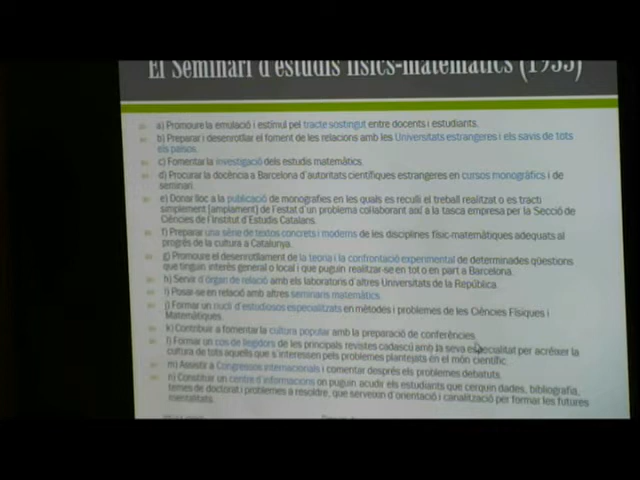 El Seminari d'estudis físics-matemàtics (1933)
a) Promoure la emulació i estímul pel tracte sostingut entre docents i estudiants.
b) Preparar i desenrotllar el foment de les relacions amb les Universitats estrangeres i els savis de tots
els països.
c) Fomentar la investigació dels estudis matemàtics.
d) Procurar la docència a Barcelona d'autoritats científiques estrangeres en cursos monogràfics i de
seminari.
e) Donar lloc a la publicació de monografies en les quals es reculli el treball realitzat o es tracti
simplement [àmpliament] de l'estat d'un problema col·laborant així a la tasca empresa per la Secció de
Ciències de l'Institut d'Estudis Catalans.
f) Preparar una sèrie de textos concrets i moderns de les disciplines físic-matemàtiques adequats al
progrés de la cultura a Catalunya.
g) Promoure el desenrotllament de la teoria i la confrontació experimental de determinades qüestions
que tinguin interès general o local i que puguin realitzar-se en tot o en part a Barcelona.
h) Servir d'òrgan de relació amb els laboratoris d'altres Universitats de la República.
i) Posar-se en relació amb altres seminaris matemàtics.
j) Formar un nucli d'estudiosos especialitzats en mètodes i problemes de les Ciències Físiques i
Matemàtiques.
k) Contribuir a fomentar la cultura popular amb la preparació de conferències.
l) Formar un cos de llegidors de les principals revistes cadascú amb la seva especialitat per acréixer la
cultura de tots aquells que s'interessen pels problemes plantejats en el món científic.
m) Assistir a Congressos internacionals i comentar després els problemes debatuts.
n) Constituir un centre d'informacions on puguin acudir els estudiants que cerquin dades, bibliografia,
temes de doctorat i problemes a resoldre, que serveixin d'orientació i canalització per formar les futures
mentalitats.